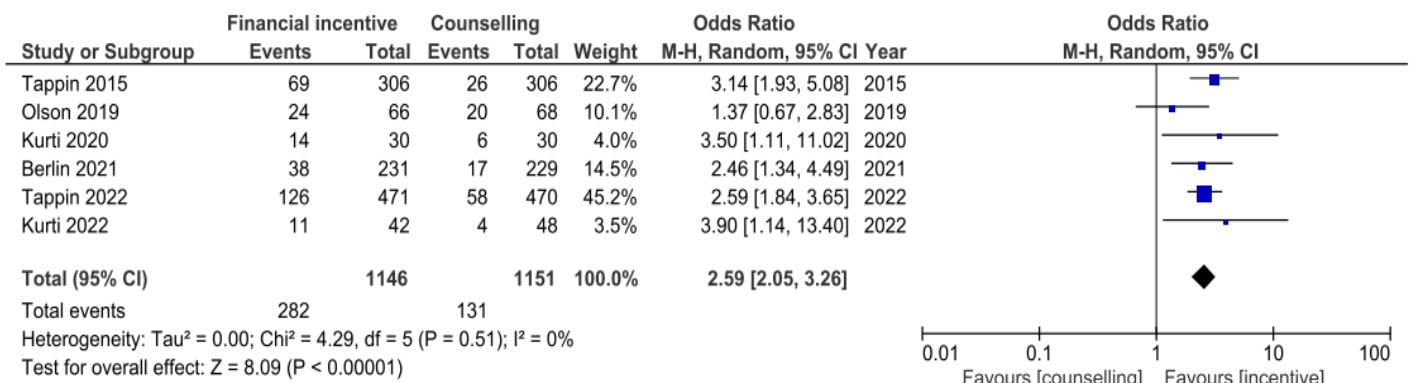 Financial incentive Counselling Odds Ratio Odds Ratio
Study or Subgroup Events Total Events Total Weight M-H, Random, 95% CI Year M-H, Random, 95% CI
Tappin 2015 69 306 26 306 22.7% 3.14 [1.93, 5.08] 2015
Olson 2019 24 66 20 68 10.1% 1.37 [0.67, 2.83] 2019
Kurti 2020 14 30 6 30 4.0% 3.50 [1.11, 11.02] 2020
Berlin 2021 38 231 17 229 14.5% 2.46 [1.34, 4.49] 2021
Tappin 2022 126 471 58 470 45.2% 2.59 [1.84, 3.65] 2022
Kurti 2022 11 42 4 48 3.5% 3.90 [1.14, 13.40] 2022
Total (95% CI) 1146 1151 100.0% 2.59 [2.05, 3.26]
Total events 282 131
Heterogeneity: Tau² = 0.00; Chi² = 4.29, df = 5 (P = 0.51); I² = 0%
Test for overall effect: Z = 8.09 (P < 0.00001)
0.01 0.1 1 10 100
Favours [counselling] Favours [incentive]